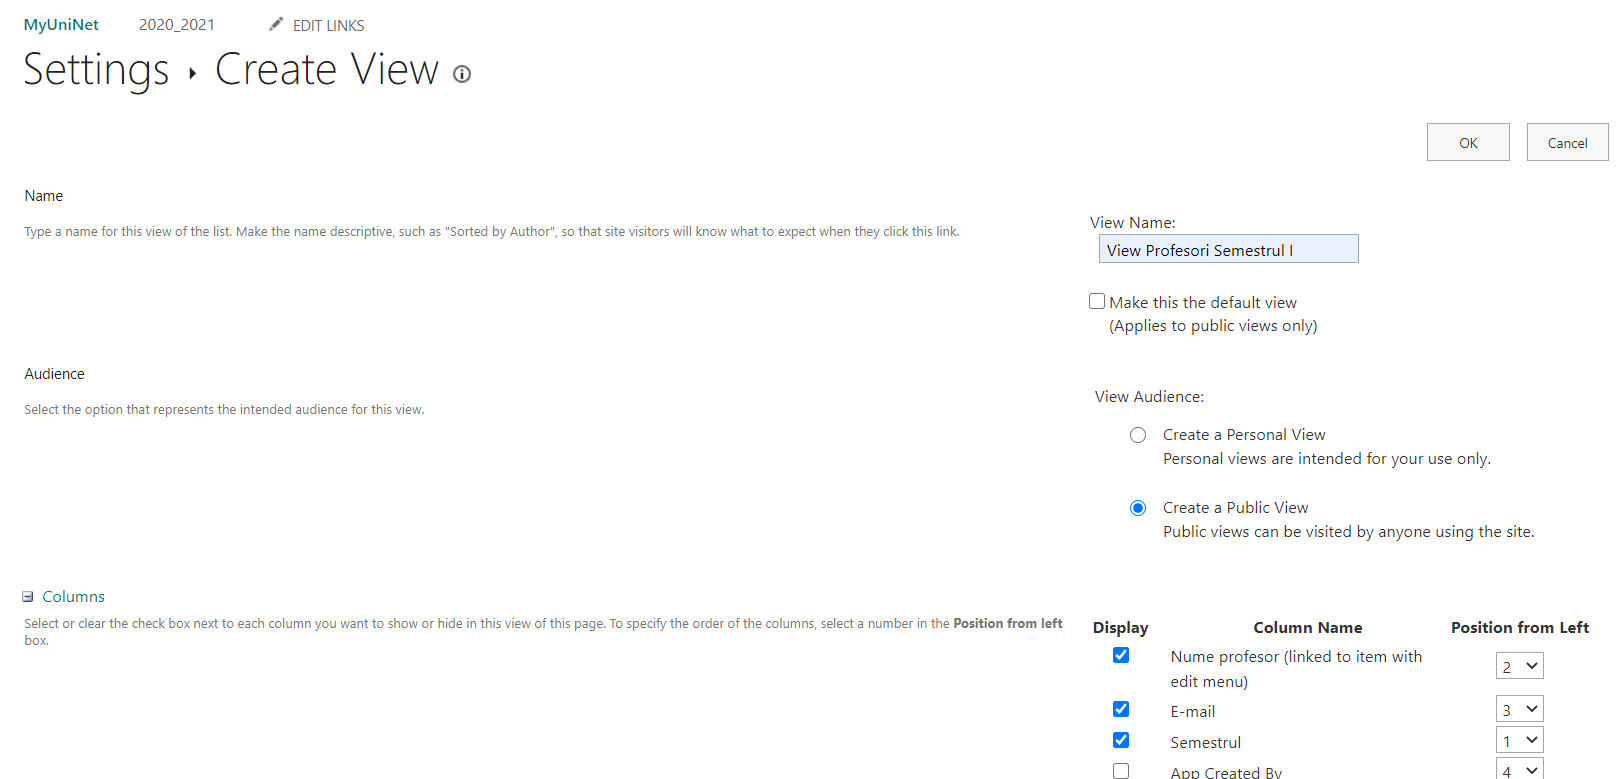 MyUniNet 2020_2021 EDIT LINKS
Settings Create View
OK Cancel
Name
Type a name for this view of the list. Make the name descriptive, such as "Sorted by Author", so that site visitors will know what to expect when they click this link.
View Name:
View Profesori Semestrul I
Make this the default view
(Applies to public views only)
Audience
Select the option that represents the intended audience for this view.
View Audience:
Create a Personal View
Personal views are intended for your use only.
Create a Public View
Public views can be visited by anyone using the site.
Columns
Select or clear the check box next to each column you want to show or hide in this view of this page. To specify the order of the columns, select a number in the Position from left
box.
Display Column Name Position from Left
Nume profesor (linked to item with
edit menu) 2
E-mail 3
Semestrul 1
App Created By 4